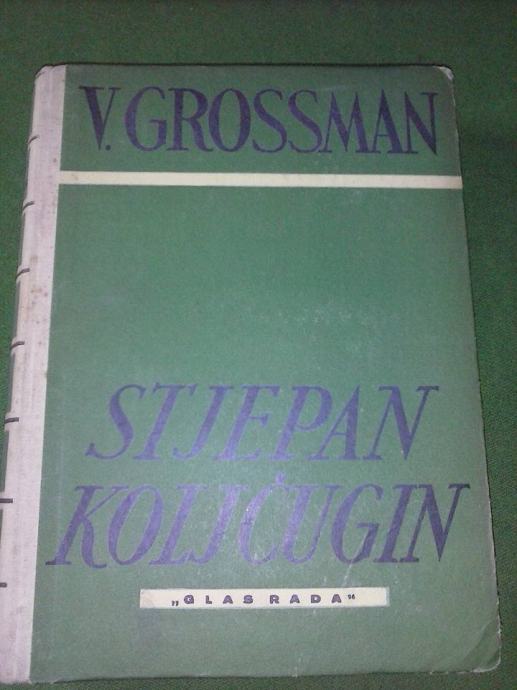 V. GROSSMAN
STJEPAN
KOLJČUGIN
„GLAS RADA“